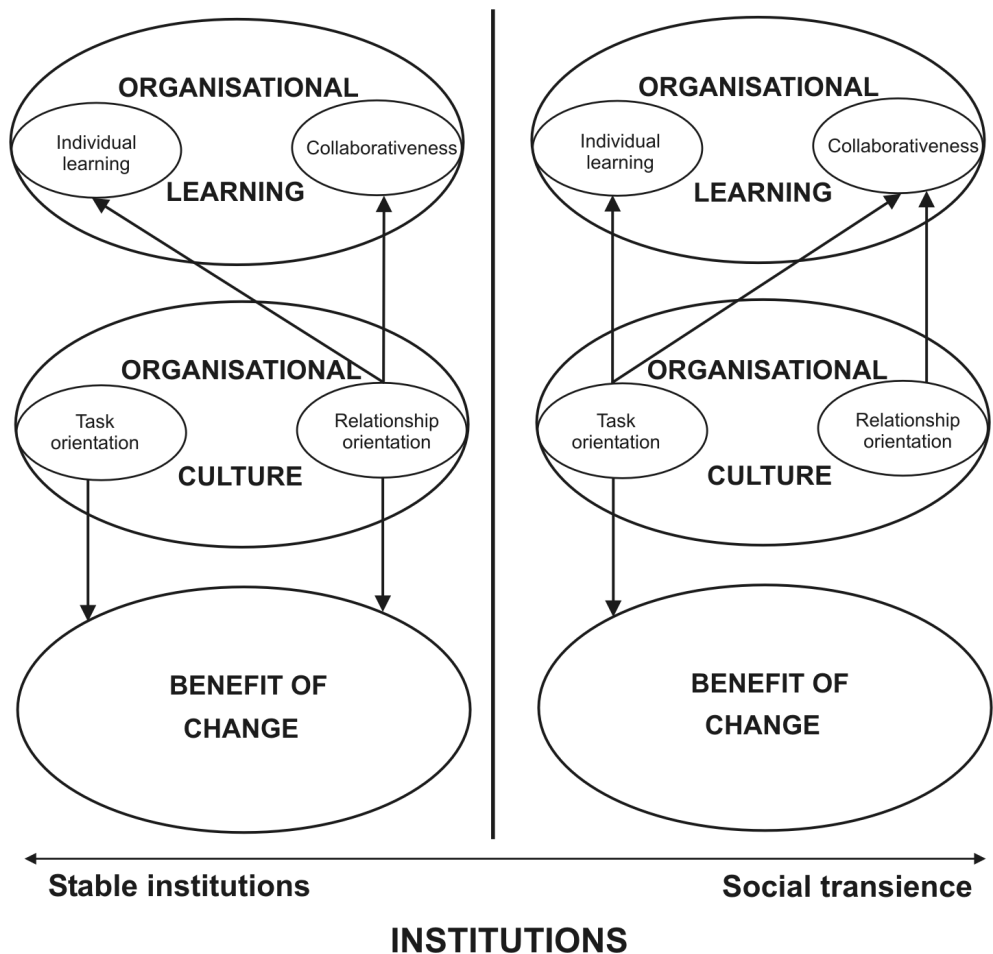 ORGANISATIONAL
Individual
learning
Collaborativeness
LEARNING
ORGANISATIONAL
Task
orientation
Relationship
orientation
CULTURE
BENEFIT OF
CHANGE
ORGANISATIONAL
Individual
learning
Collaborativeness
LEARNING
ORGANISATIONAL
Task
orientation
Relationship
orientation
CULTURE
BENEFIT OF
CHANGE
Stable institutions
Social transience
INSTITUTIONS